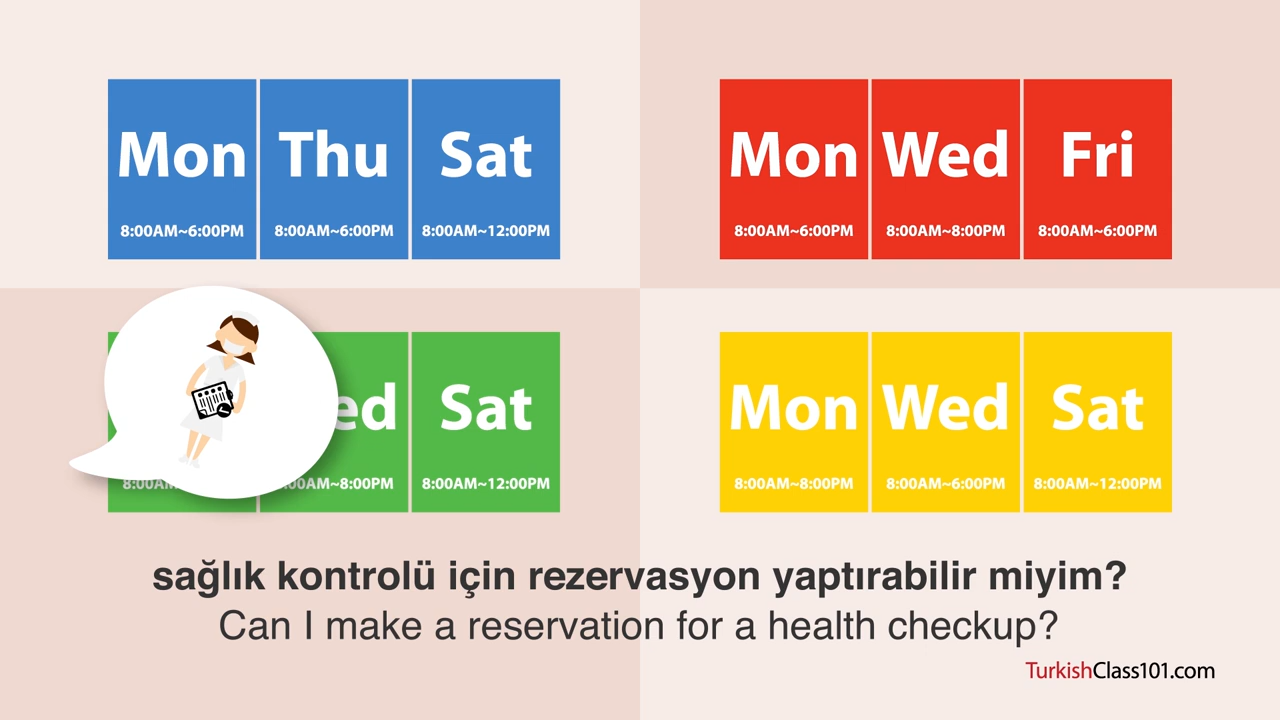 Mon Thu Sat
8:00AM~6:00PM 8:00AM~6:00PM 8:00AM~12:00PM
Mon Wed Fri
8:00AM~6:00PM 8:00AM~8:00PM 8:00AM~6:00PM
Sat
8:00AM~12:00PM
Mon Wed Sat
8:00AM~8:00PM 8:00AM~6:00PM 8:00AM~12:00PM
sağlık kontrolü için rezervasyon yaptırabilir miyim?
Can I make a reservation for a health checkup?
TurkishClass101.com